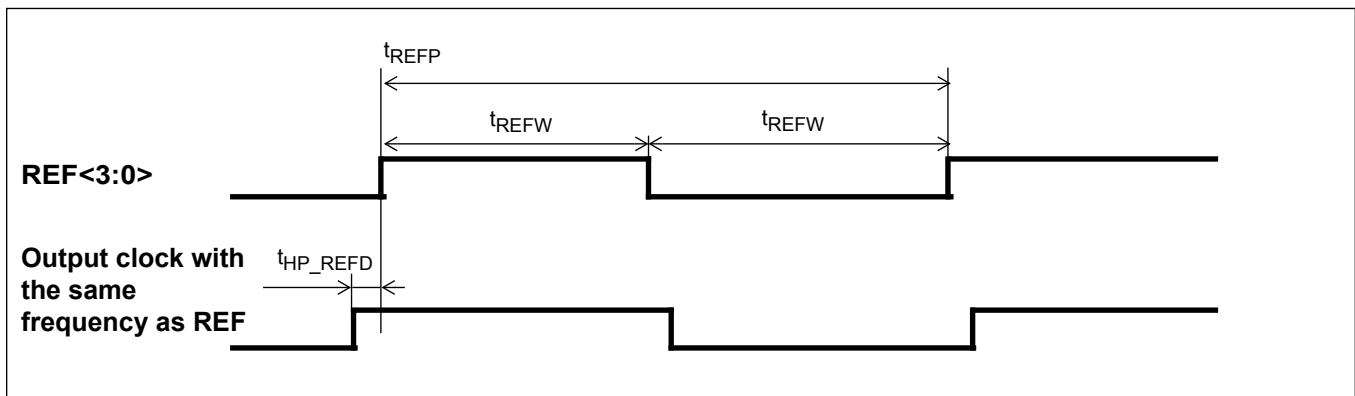 tREFP
tREFW tREFW
REF<3:0>
Output clock with
the same
frequency as REF
tHP_REFD